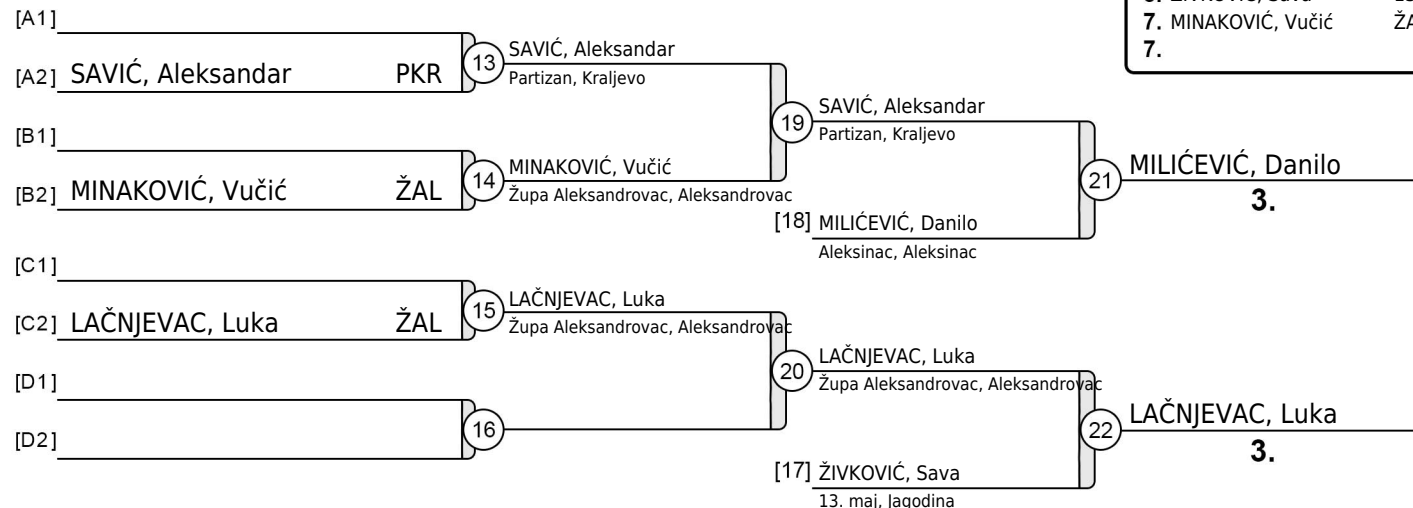 [A1]
[A2] SAVIĆ, Aleksandar PKR
13
SAVIĆ, Aleksandar
Partizan, Kraljevo
[B1]
[B2] MINAKOVIĆ, Vučić ŽAL
14
MINAKOVIĆ, Vučić
Župa Aleksandrovac, Aleksandrovac
19
SAVIĆ, Aleksandar
Partizan, Kraljevo
[18] MILIĆEVIĆ, Danilo
Aleksinac, Aleksinac
21
MILIĆEVIĆ, Danilo
3.
[C1]
[C2] LAČNJEVAC, Luka ŽAL
15
LAČNJEVAC, Luka
Župa Aleksandrovac, Aleksandrovac
[D1]
[D2]
16
20
LAČNJEVAC, Luka
Župa Aleksandrovac, Aleksandrovac
[17] ŽIVKOVIĆ, Sava
13. maj, Jagodina
22
LAČNJEVAC, Luka
3.
7. MINAKOVIĆ, Vučić
7.